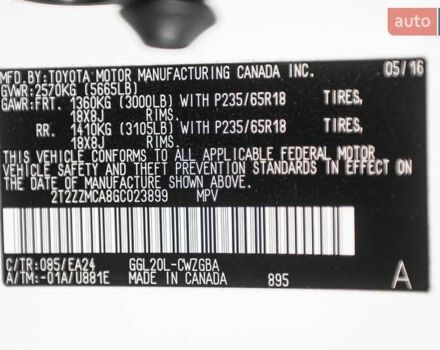 auto
MFD.BY:TOYOTA MOTOR MANUFACTURING CANADA INC. 05/16
GVWR:2570KG (5665LB)
GAWR:FRT. 1360KG (3000LB) WITH P235/65R18 TIRES,
18X8J RIMS.
RR. 1410KG (3105LB) WITH P235/65R18 TIRES,
18X8J RIMS.
THIS VEHICLE CONFORMS TO ALL APPLICABLE FEDERAL MOTOR
VEHICLE SAFETY AND THEFT PREVENTION STANDARDS IN EFFECT ON
THE DATE OF MANUFACTURE SHOWN ABOVE.
2T2ZZMCA8GC023899 MPV
C/TR:085/EA24 GGL20L-CWZGBA
A/TM:-01A/U881E MADE IN CANADA 895 A